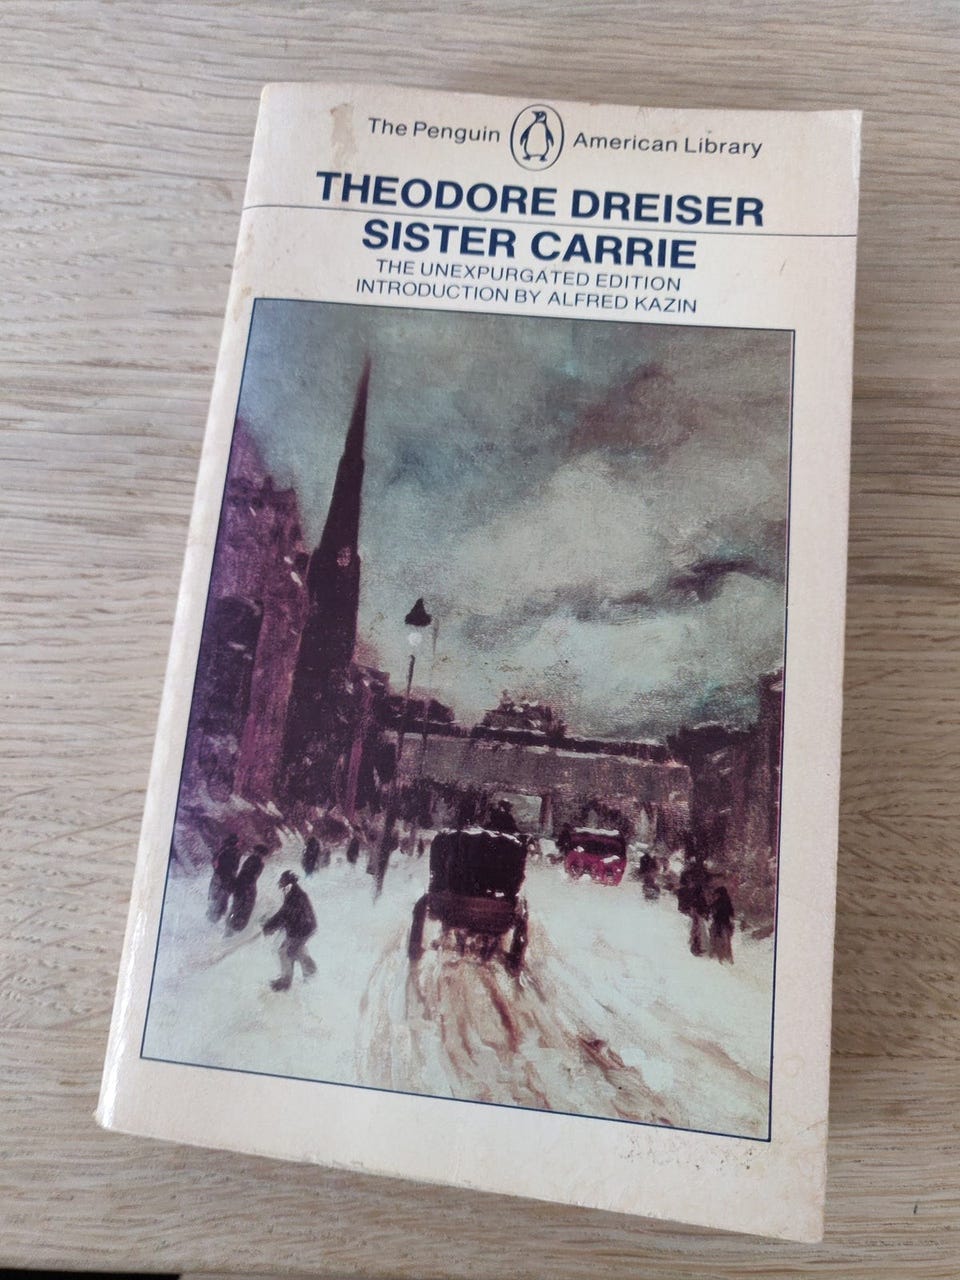 The Penguin American Library
THEODORE DREISER
SISTER CARRIE
THE UNEXPURGATED EDITION
INTRODUCTION BY ALFRED KAZIN